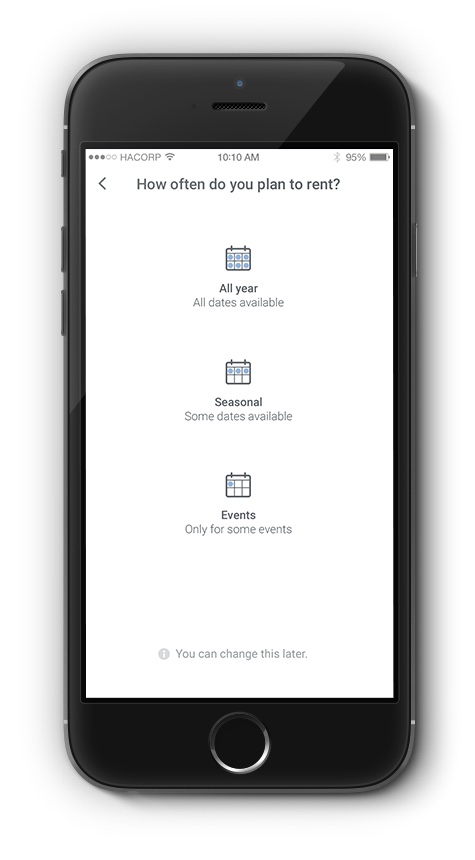 HACORP 10:10 AM 95%
How often do you plan to rent?
All year
All dates available
Seasonal
Some dates available
Events
Only for some events
You can change this later.